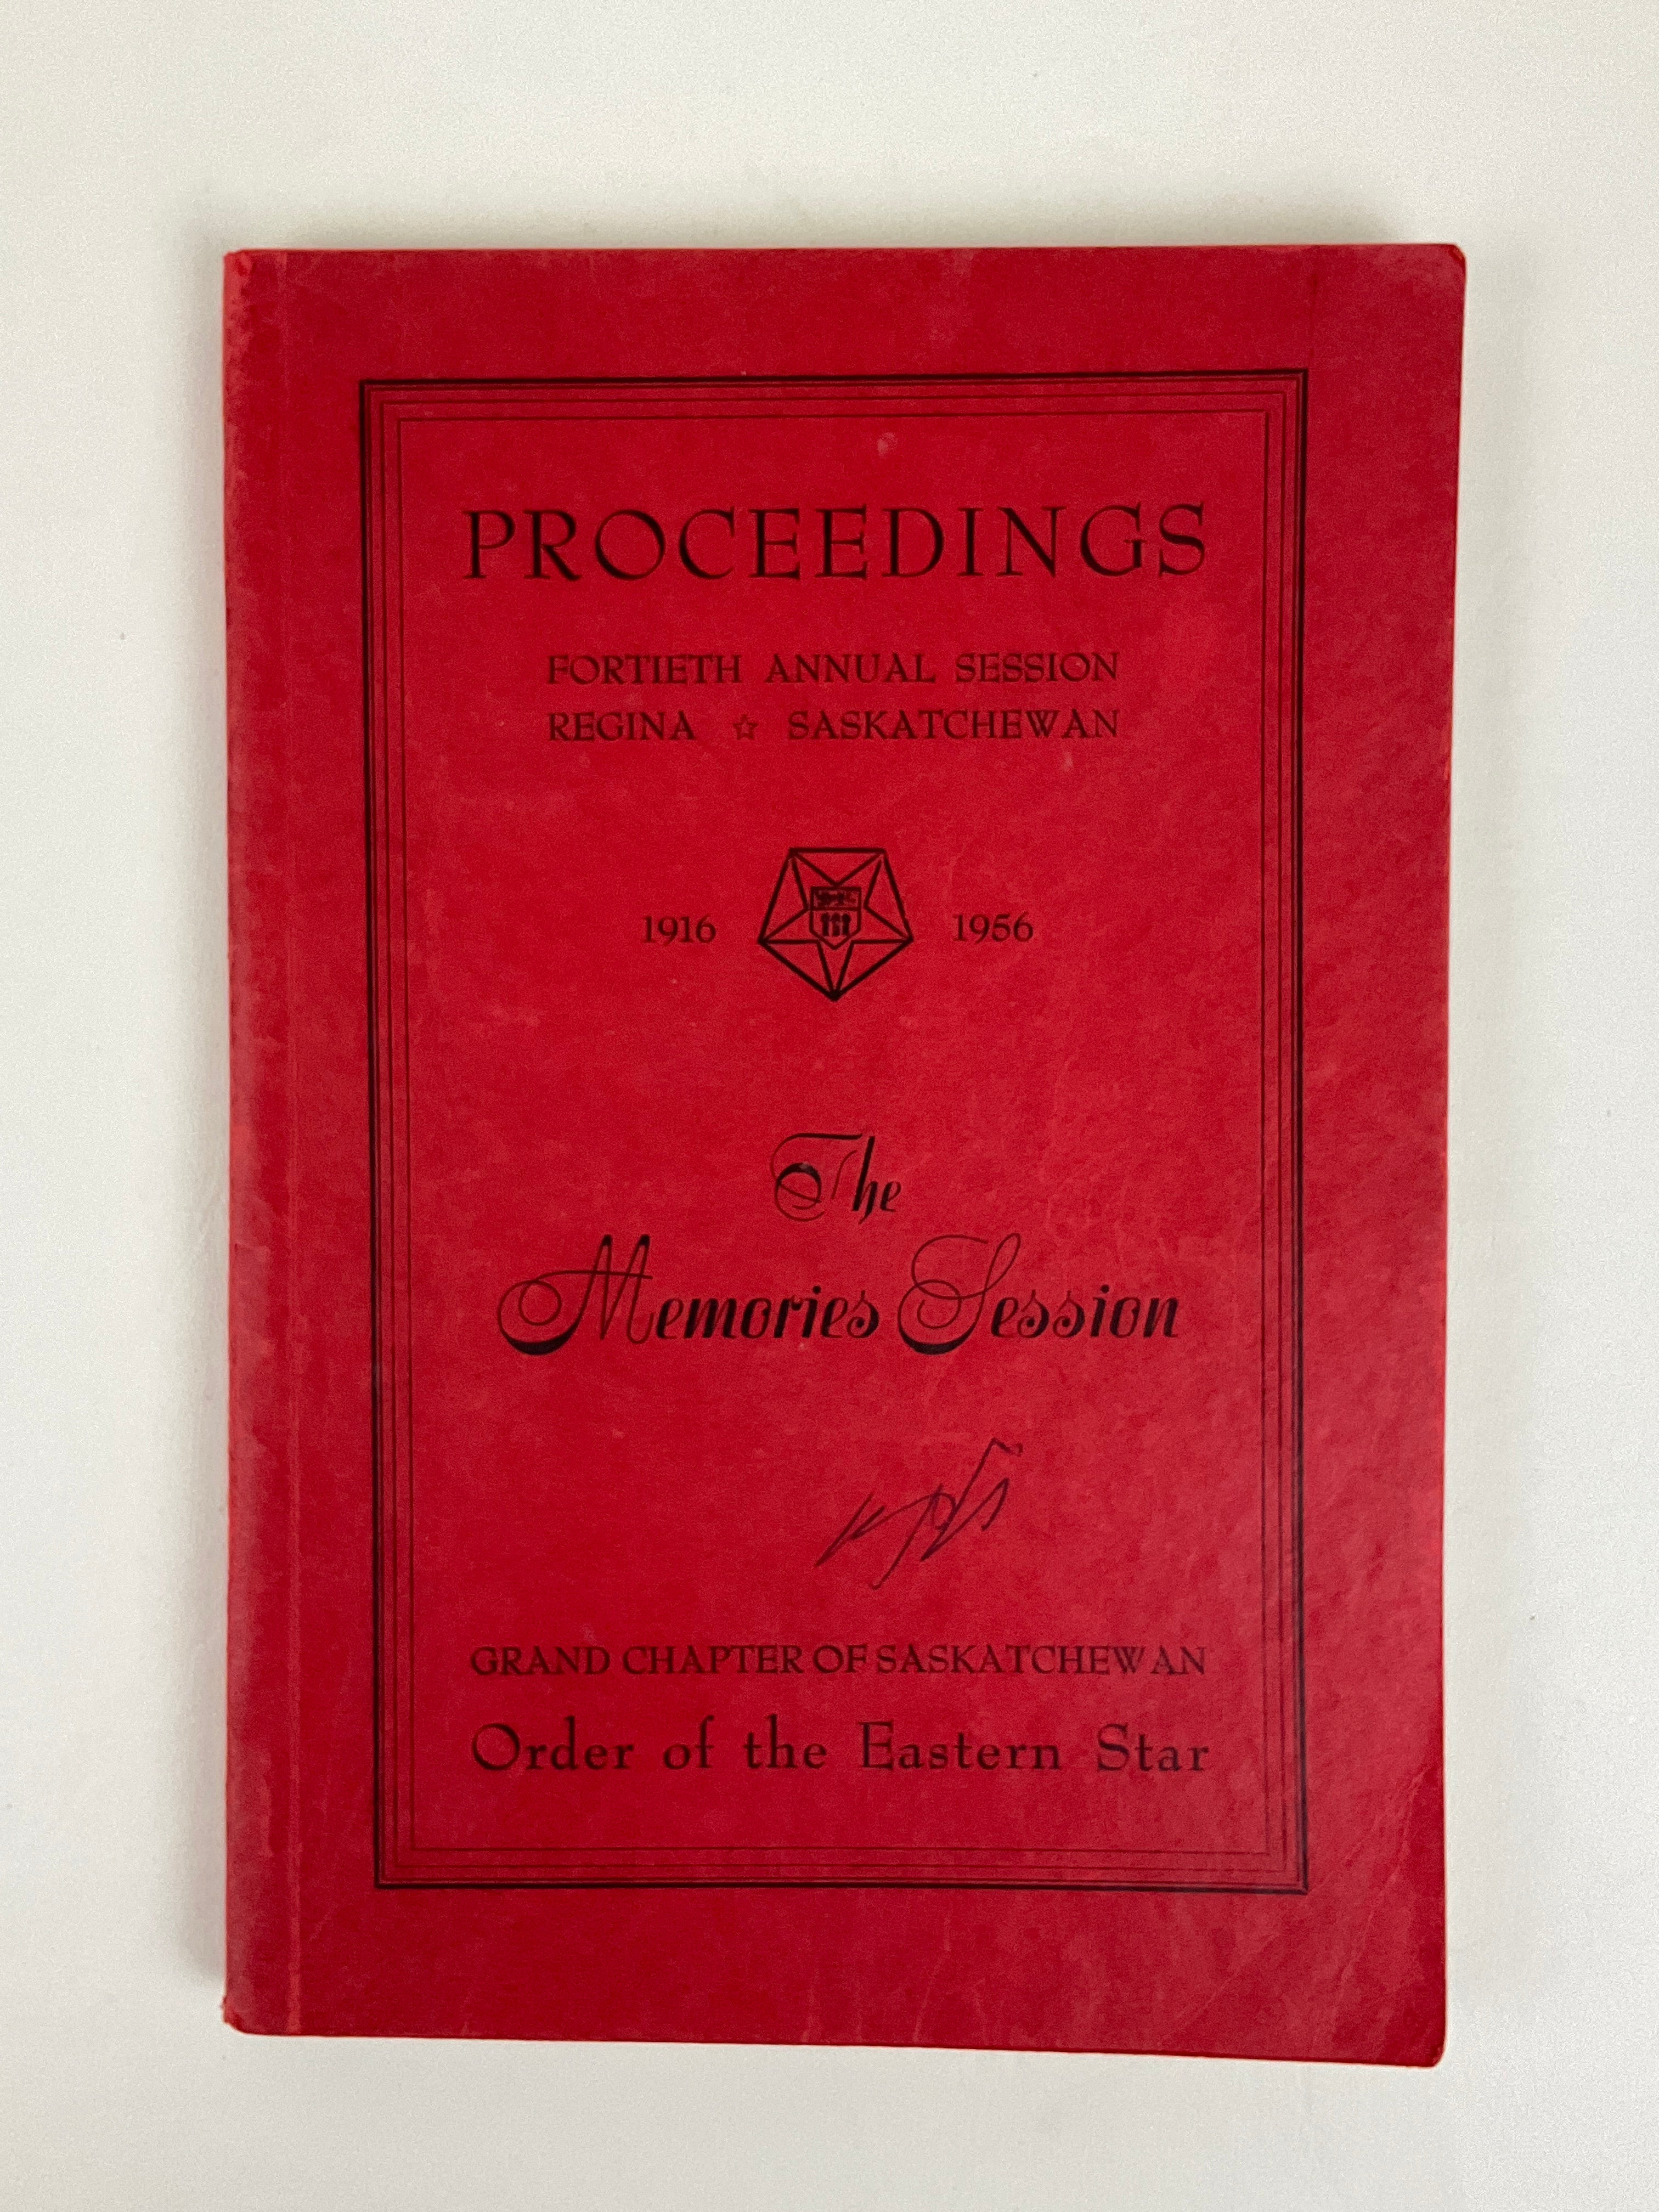 PROCEEDINGS
FORTIETH ANNUAL SESSION
REGINA ☆ SASKATCHEWAN
1916 1956
The
Memories Session
GRAND CHAPTER OF SASKATCHEWAN
Order of the Eastern Star